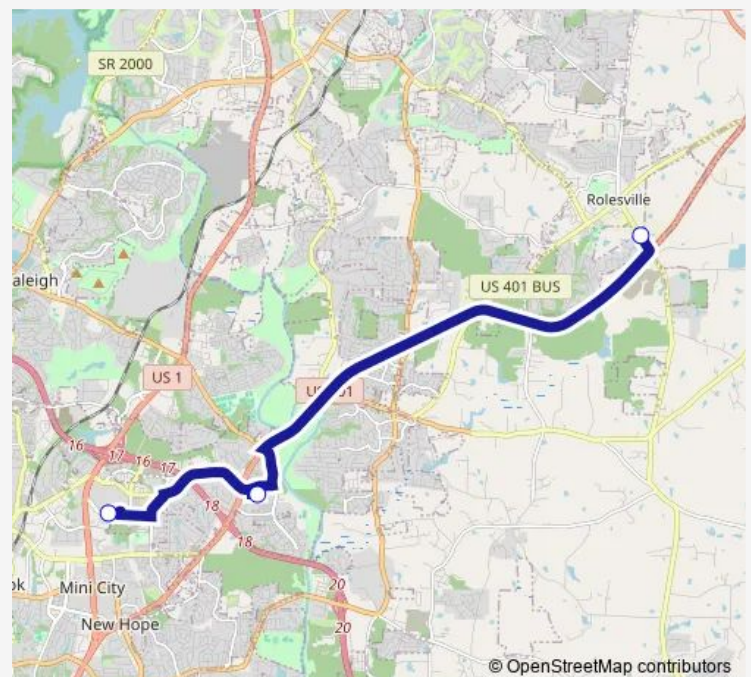 SR 2000
Rolesville
aleigh
US 401 BUS
US 1
16
17
16
17
18
18
20
20
ok
Mini City
New Hope
© OpenStreetMap contributors